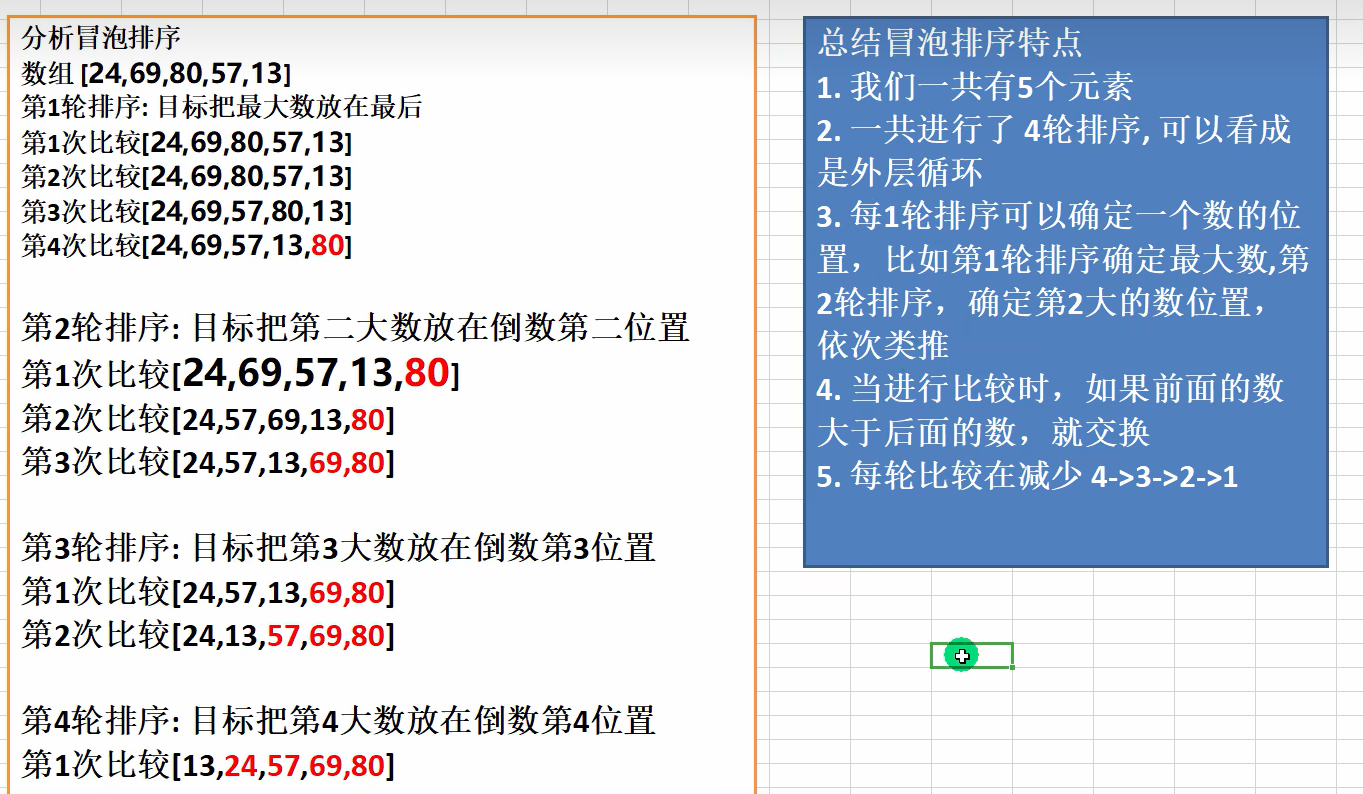 分析冒泡排序
数组 [24,69,80,57,13]
第1轮排序: 目标把最大数放在最后
第1次比较[24,69,80,57,13]
第2次比较[24,69,80,57,13]
第3次比较[24,69,57,80,13]
第4次比较[24,69,57,13,80]
第2轮排序: 目标把第二大数放在倒数第二位置
第1次比较[24,69,57,13,80]
第2次比较[24,57,69,13,80]
第3次比较[24,57,13,69,80]
第3轮排序: 目标把第3大数放在倒数第3位置
第1次比较[24,57,13,69,80]
第2次比较[24,13,57,69,80]
第4轮排序: 目标把第4大数放在倒数第4位置
第1次比较[13,24,57,69,80]
总结冒泡排序特点
1. 我们一共有5个元素
2. 一共进行了 4轮排序, 可以看成
是外层循环
3. 每1轮排序可以确定一个数的位
置，比如第1轮排序确定最大数,第
2轮排序，确定第2大的数位置，
依次类推
4. 当进行比较时，如果前面的数
大于后面的数，就交换
5. 每轮比较在减少 4->3->2->1